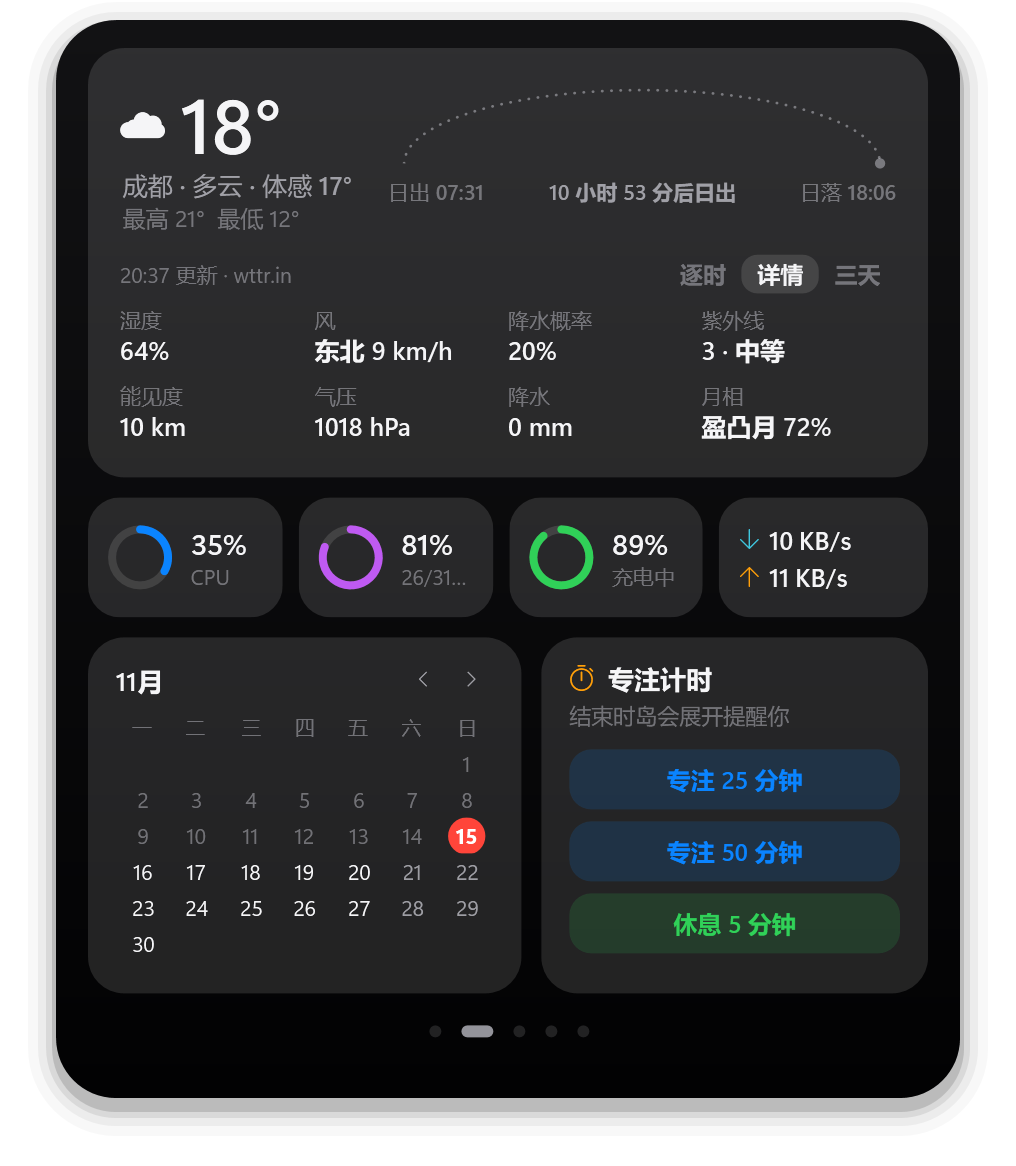 18°
成都 · 多云 · 体感 17°
最高 21° 最低 12°
日出 07:31
10 小时 53 分后日出
日落 18:06
20:37 更新 · wttr.in
逐时 详情 三天
湿度 风 降水概率 紫外线
64% 东北 9 km/h 20% 3 · 中等
能见度 气压 降水 月相
10 km 1018 hPa 0 mm 盈凸月 72%
35%
CPU
81%
26/31...
89%
充电中
10 KB/s
11 KB/s
11月
一 二 三 四 五 六 日
1
2 3 4 5 6 7 8
9 10 11 12 13 14 15
16 17 18 19 20 21 22
23 24 25 26 27 28 29
30
专注计时
结束时岛会展开提醒你
专注 25 分钟
专注 50 分钟
休息 5 分钟